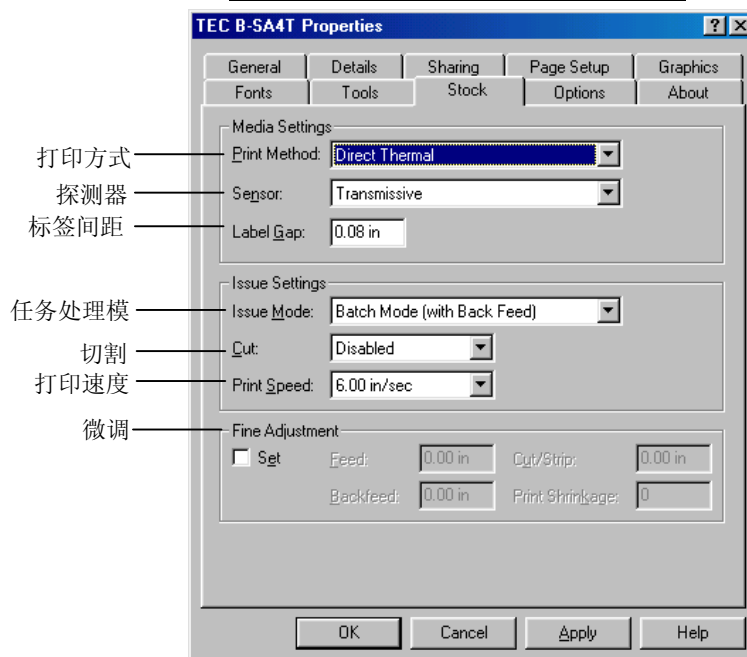 TEC B-SA4T Properties
General Details Sharing Page Setup Graphics
Fonts Tools Stock Options About
Media Settings
打印方式 Print Method: Direct Thermal
探测器 Sensor: Transmissive
标签间距 Label Gap: 0.08 in
Issue Settings
任务处理模 Issue Mode: Batch Mode (with Back Feed)
切割 Cut: Disabled
打印速度 Print Speed: 6.00 in/sec
微调 Fine Adjustment
Set Feed: 0.00 in Cut/Strip: 0.00 in
Backfeed: 0.00 in Print Shrinkage: 0
OK Cancel Apply Help